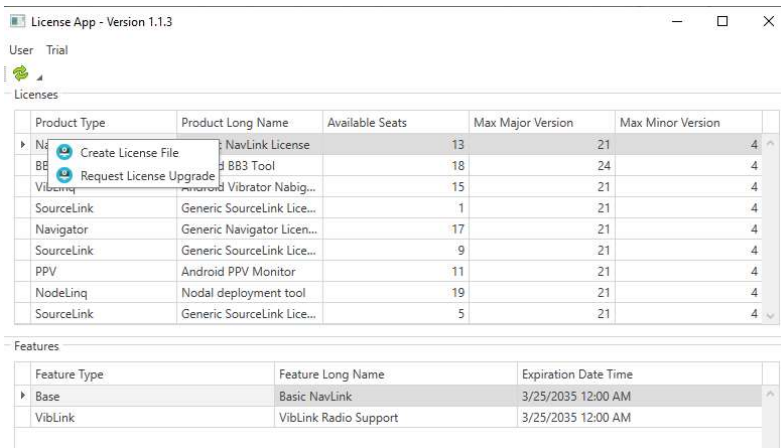 License App - Version 1.1.3
User Trial
Licenses
Product Type Product Long Name Available Seats Max Major Version Max Minor Version
NavLink License 13 21 4
Create License File
BB3 Tool 18 24 4
Request License Upgrade
Android Vibrator Nabig... 15 21 4
SourceLink Generic SourceLink Lice... 1 21 4
Navigator Generic Navigator Licen... 17 21 4
SourceLink Generic SourceLink Lice... 9 21 4
PPV Android PPV Monitor 11 21 4
NodeLinq Nodal deployment tool 19 21 4
SourceLink Generic SourceLink Lice... 5 21 4
Features
Feature Type Feature Long Name Expiration Date Time
Base Basic NavLink 3/25/2035 12:00 AM
VibLink VibLink Radio Support 3/25/2035 12:00 AM